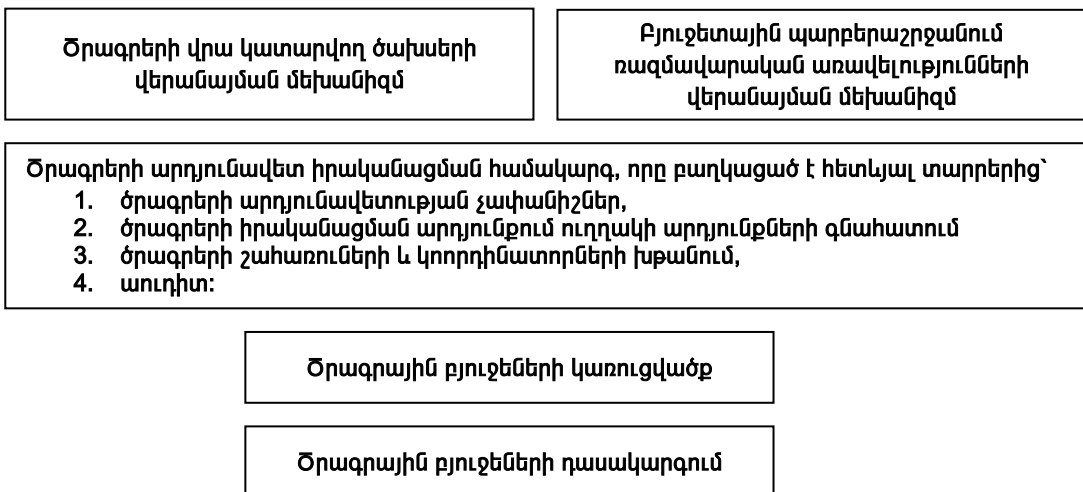 Ծրագրերի վրա կատարվող ծախսերի
վերանայման մեխանիզմ
Բյուջետային պարբերաշրջանում
ռազմավարական առավելությունների
վերանայման մեխանիզմ
Ծրագրերի արդյունավետ իրականացման համակարգ, որը բաղկացած է հետևյալ տարրերից՝
1. ծրագրերի արդյունավետության չափանիշներ,
2. ծրագրերի իրականացման արդյունքում ուղղակի արդյունքների գնահատում
3. ծրագրերի շահառուների և կոորդինատորների խթանում,
4. աուդիտ:
Ծրագրային բյուջեների կառուցվածք
Ծրագրային բյուջեների դասակարգում